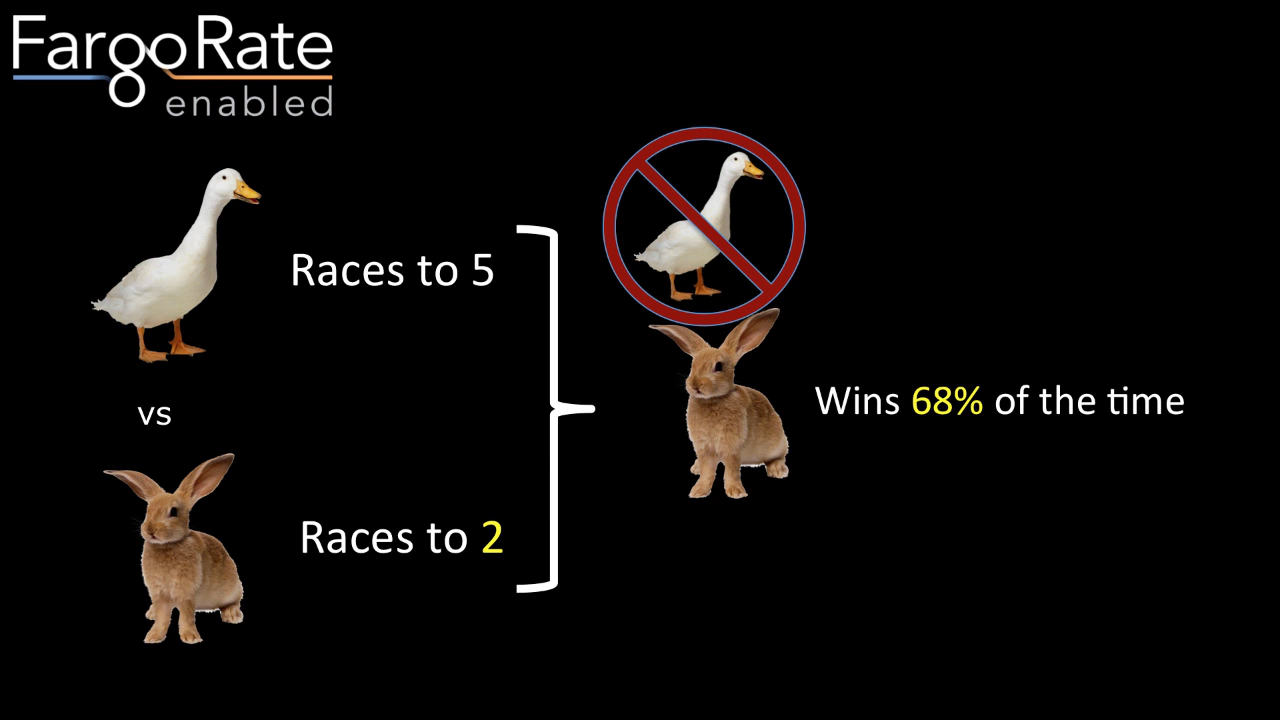 FargoRate
enabled
Races to 5
vs
Races to 2
Wins 68% of the time